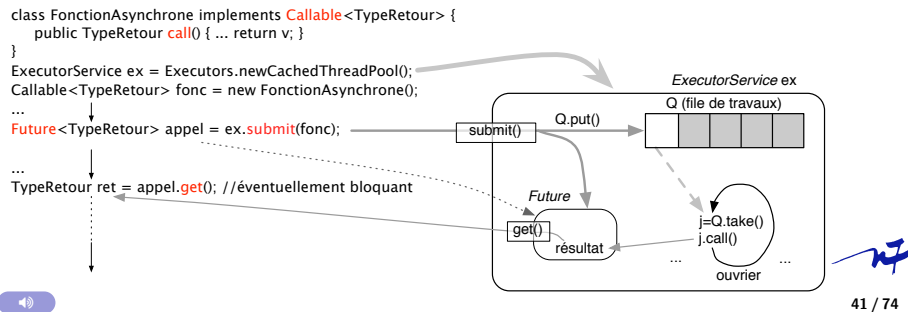 class FonctionAsynchrone implements Callable<TypeRetour> {
public TypeRetour call() { ... return v; }
}
ExecutorService ex = Executors.newCachedThreadPool();
Callable<TypeRetour> fonc = new FonctionAsynchrone();
...
Future<TypeRetour> appel = ex.submit(fonc);
...
TypeRetour ret = appel.get(); //éventuellement bloquant
ExecutorService ex
Q (file de travaux)
submit()
Q.put()
Future
get()
résultat
j=Q.take()
j.call()
...
...
ouvrier
n7
41 / 74